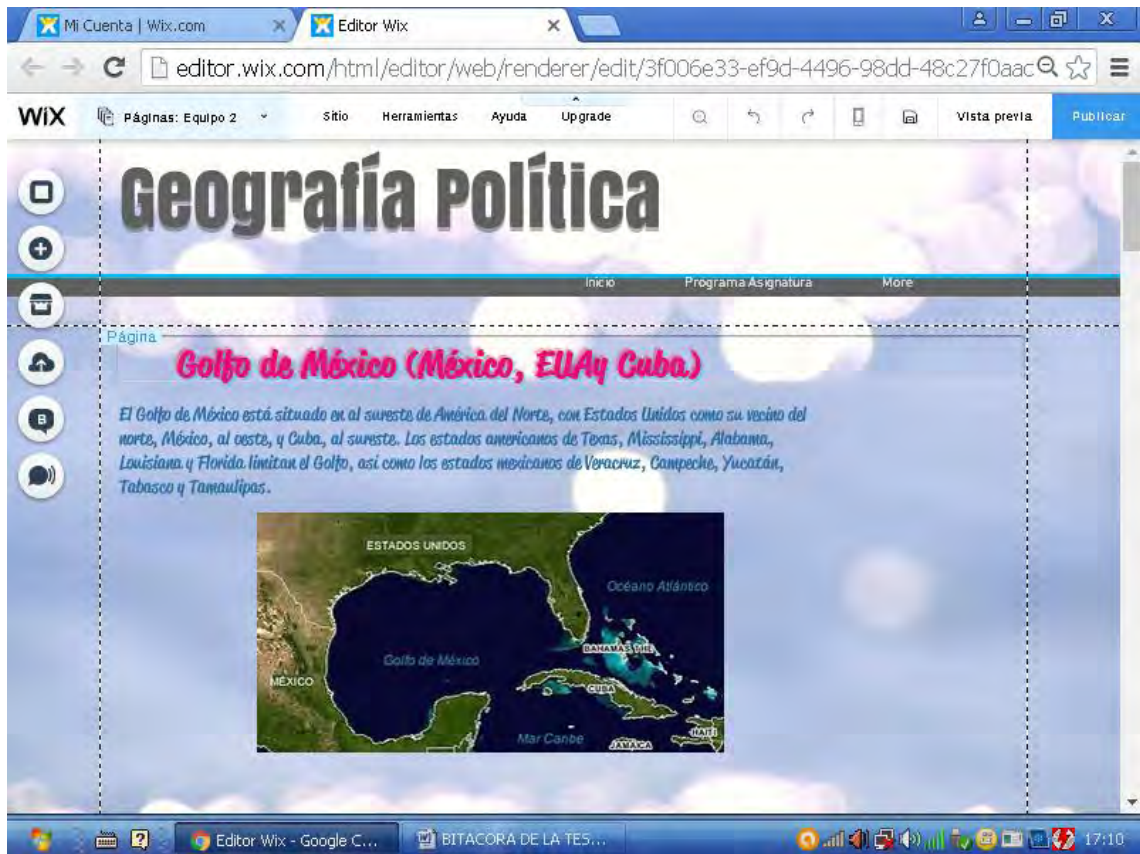 Mi Cuenta | Wix.com
Editor Wix
editor.wix.com/html/editor/web/renderer/edit/3f006e33-ef9d-4496-98dd-48c27f0aac
WiX
Páginas: Equipo 2
Sitio
Herramientas
Ayuda
Upgrade
Vista previa
Publicar
Geografía Política
Inicio
Programa Asignatura
More
Página
Golfo de México (México, EUAy Cuba)
El Golfo de México está situado en al sureste de América del Norte, con Estados Unidos como su vecino del
norte, México, al oeste, y Cuba, al sureste. Los estados americanos de Texas, Mississippi, Alabama,
Louisiana y Florida limitan el Golfo, así como los estados mexicanos de Veracruz, Campeche, Yucatán,
Tabasco y Tamaulipas.
ESTADOS UNIDOS
Océano Atlántico
Golfo de México
BAHAMAS, THE
MÉXICO
CUBA
HAITI
Mar Caribe
JAMAICA
B
Editor Wix - Google C...
BITACORA DE LA TES...
17:10